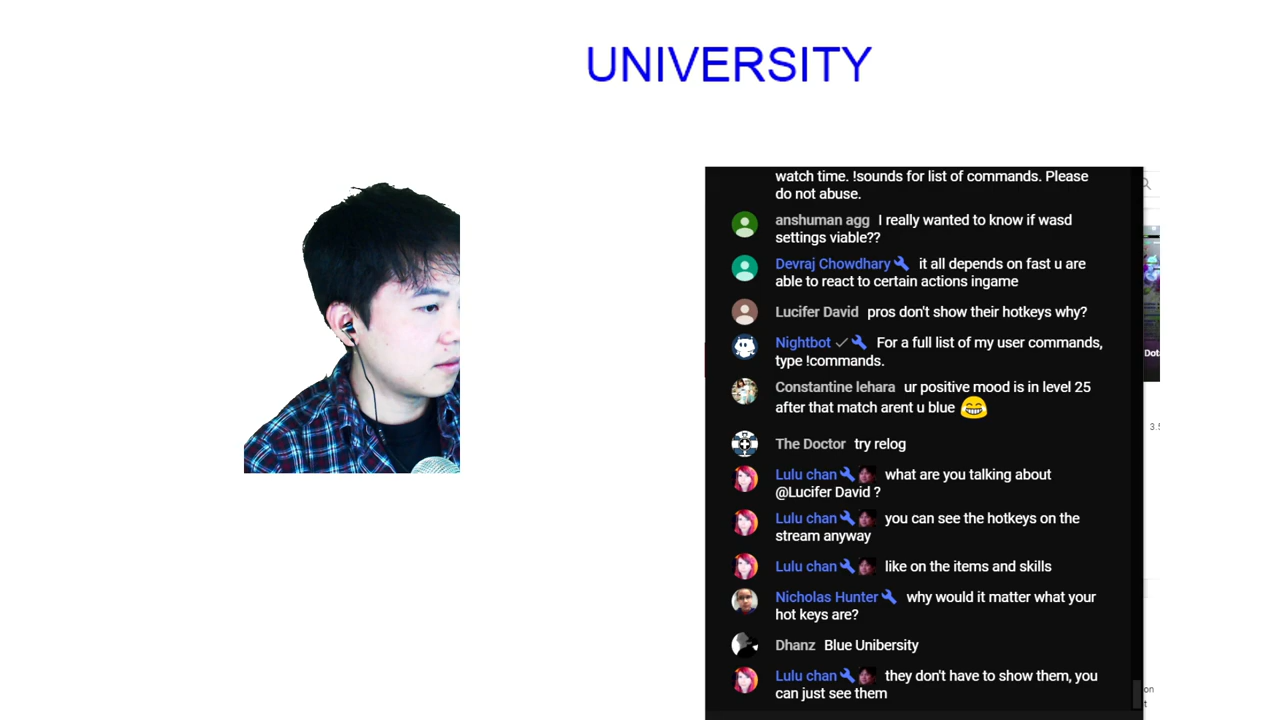 UNIVERSITY
watch time. !sounds for list of commands. Please
do not abuse.
anshuman agg I really wanted to know if wasd
settings viable??
Devraj Chowdhary it all depends on fast u are
able to react to certain actions ingame
Lucifer David pros don't show their hotkeys why?
Nightbot For a full list of my user commands,
type !commands.
Constantine lehara ur positive mood is in level 25
after that match arent u blue
The Doctor try relog
Lulu chan what are you talking about
@Lucifer David ?
Lulu chan you can see the hotkeys on the
stream anyway
Lulu chan like on the items and skills
Nicholas Hunter why would it matter what your
hot keys are?
Dhanz Blue Unibersity
Lulu chan they don't have to show them, you
can just see them
Dot
3.5
on
t